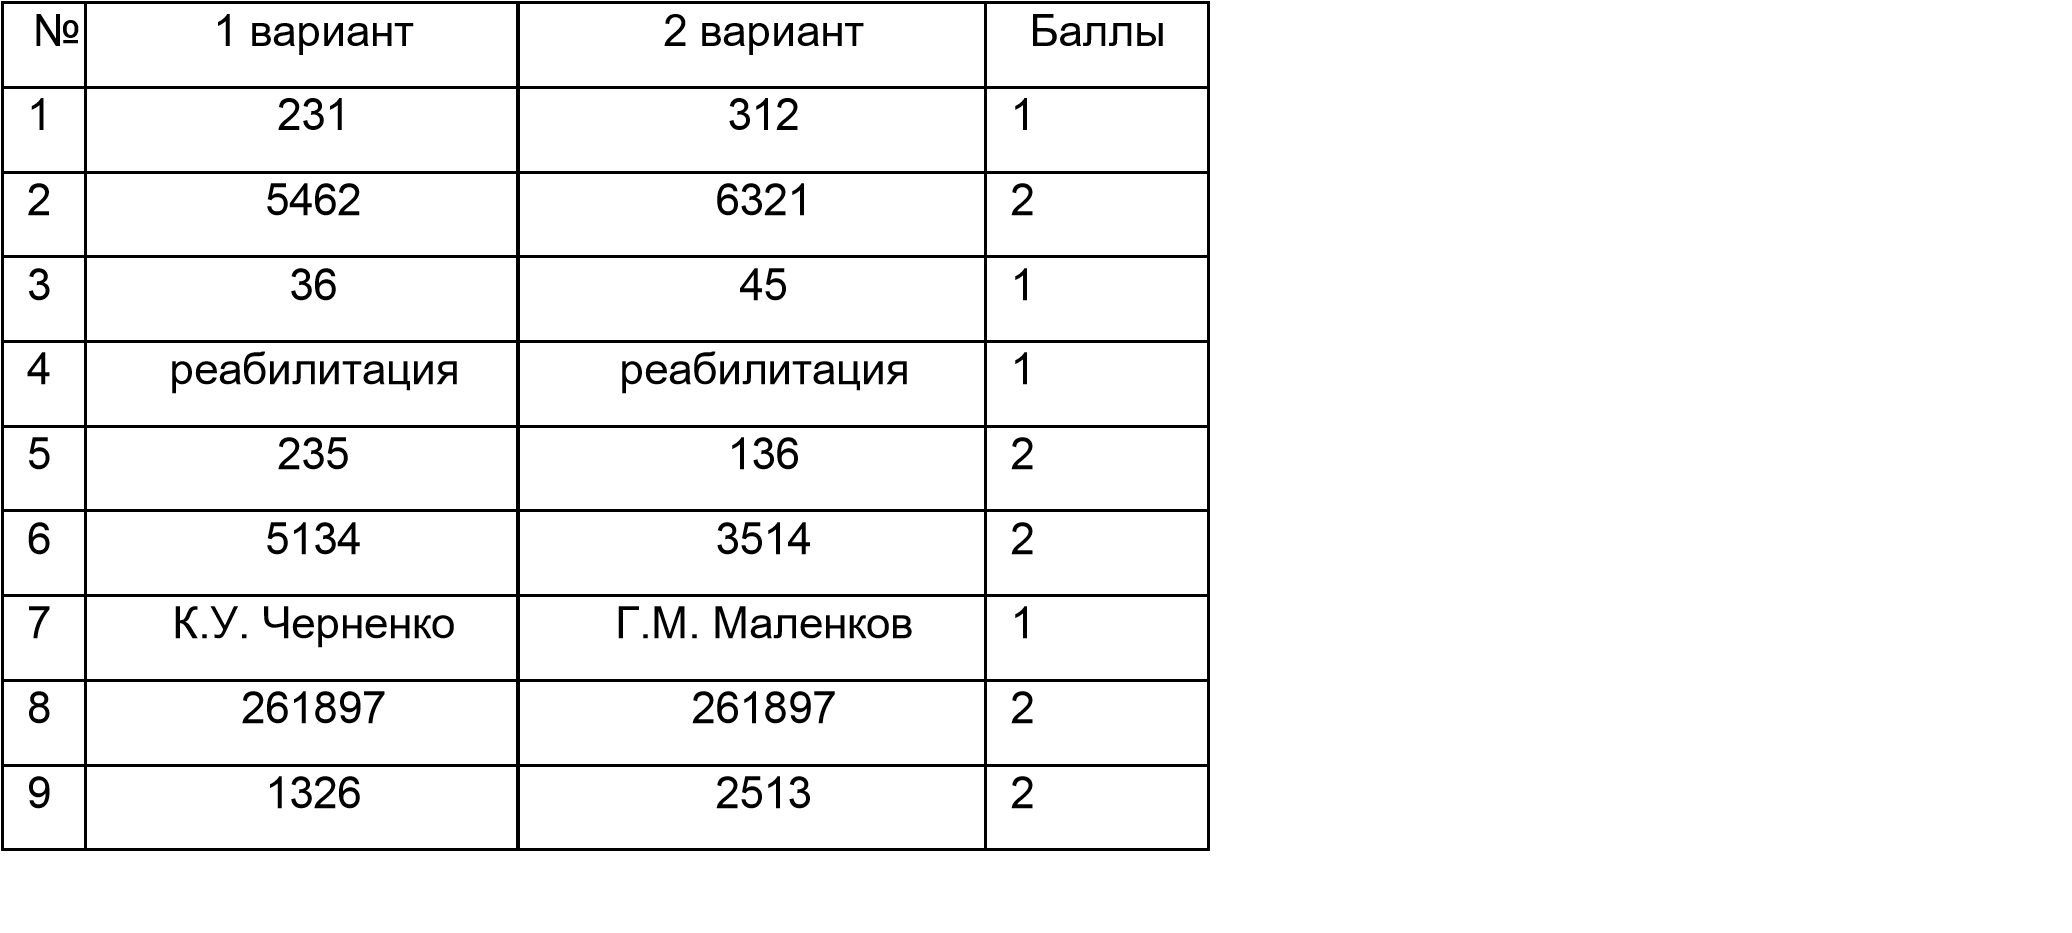 № 1 вариант 2 вариант Баллы
1 231 312 1
2 5462 6321 2
3 36 45 1
4 реабилитация реабилитация 1
5 235 136 2
6 5134 3514 2
7 К.У. Черненко Г.М. Маленков 1
8 261897 261897 2
9 1326 2513 2